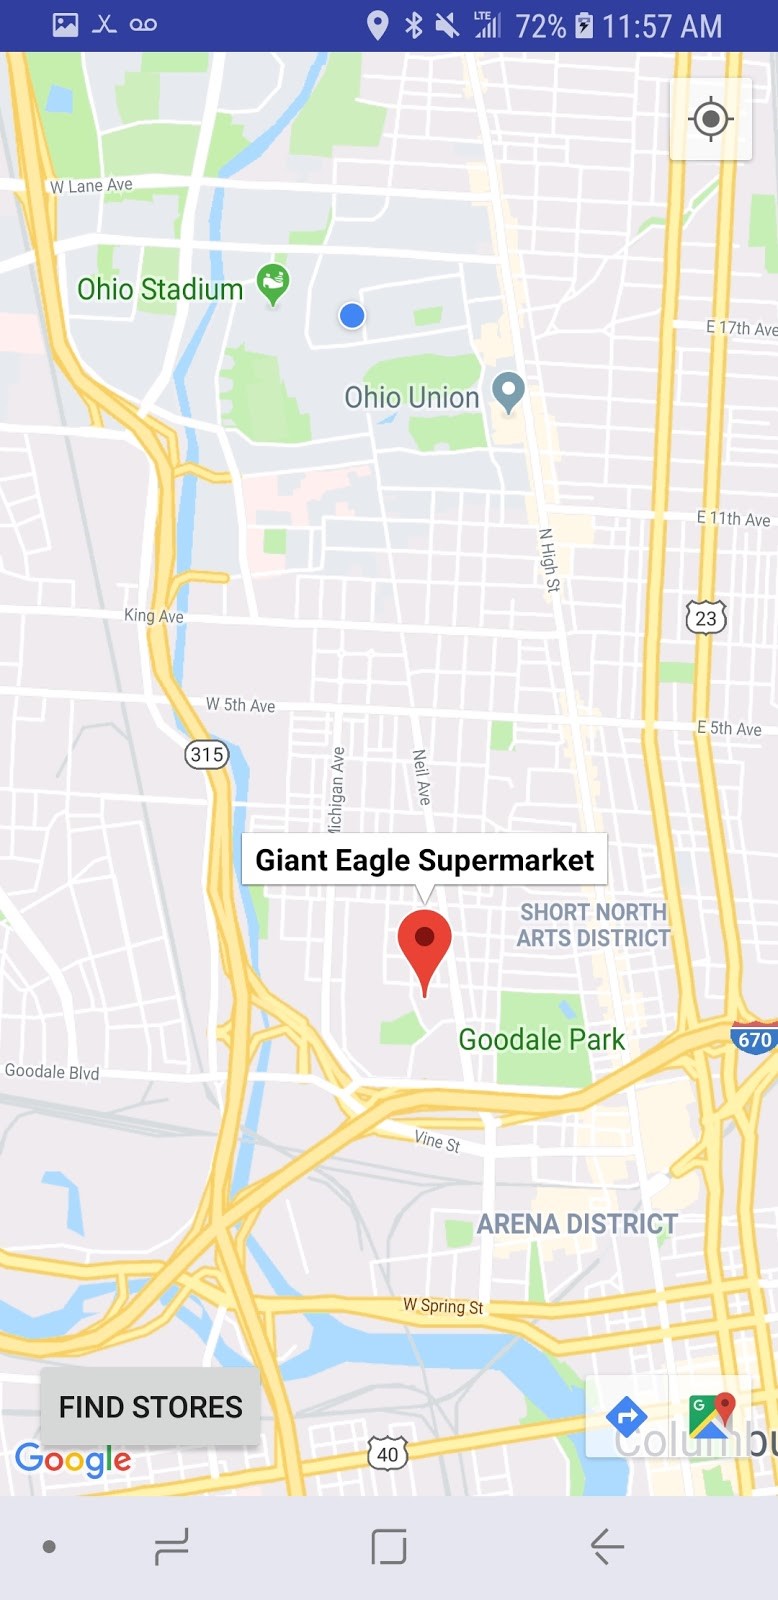 LTE 72% 11:57 AM
W Lane Ave
Ohio Stadium
E 17th Ave
Ohio Union
E 11th Ave
N High St
King Ave
23
W 5th Ave
E 5th Ave
315
Michigan Ave
Neil Ave
Giant Eagle Supermarket
SHORT NORTH
ARTS DISTRICT
Goodale Park
670
Goodale Blvd
Vine St
ARENA DISTRICT
W Spring St
FIND STORES
G
Columbu
Google
40